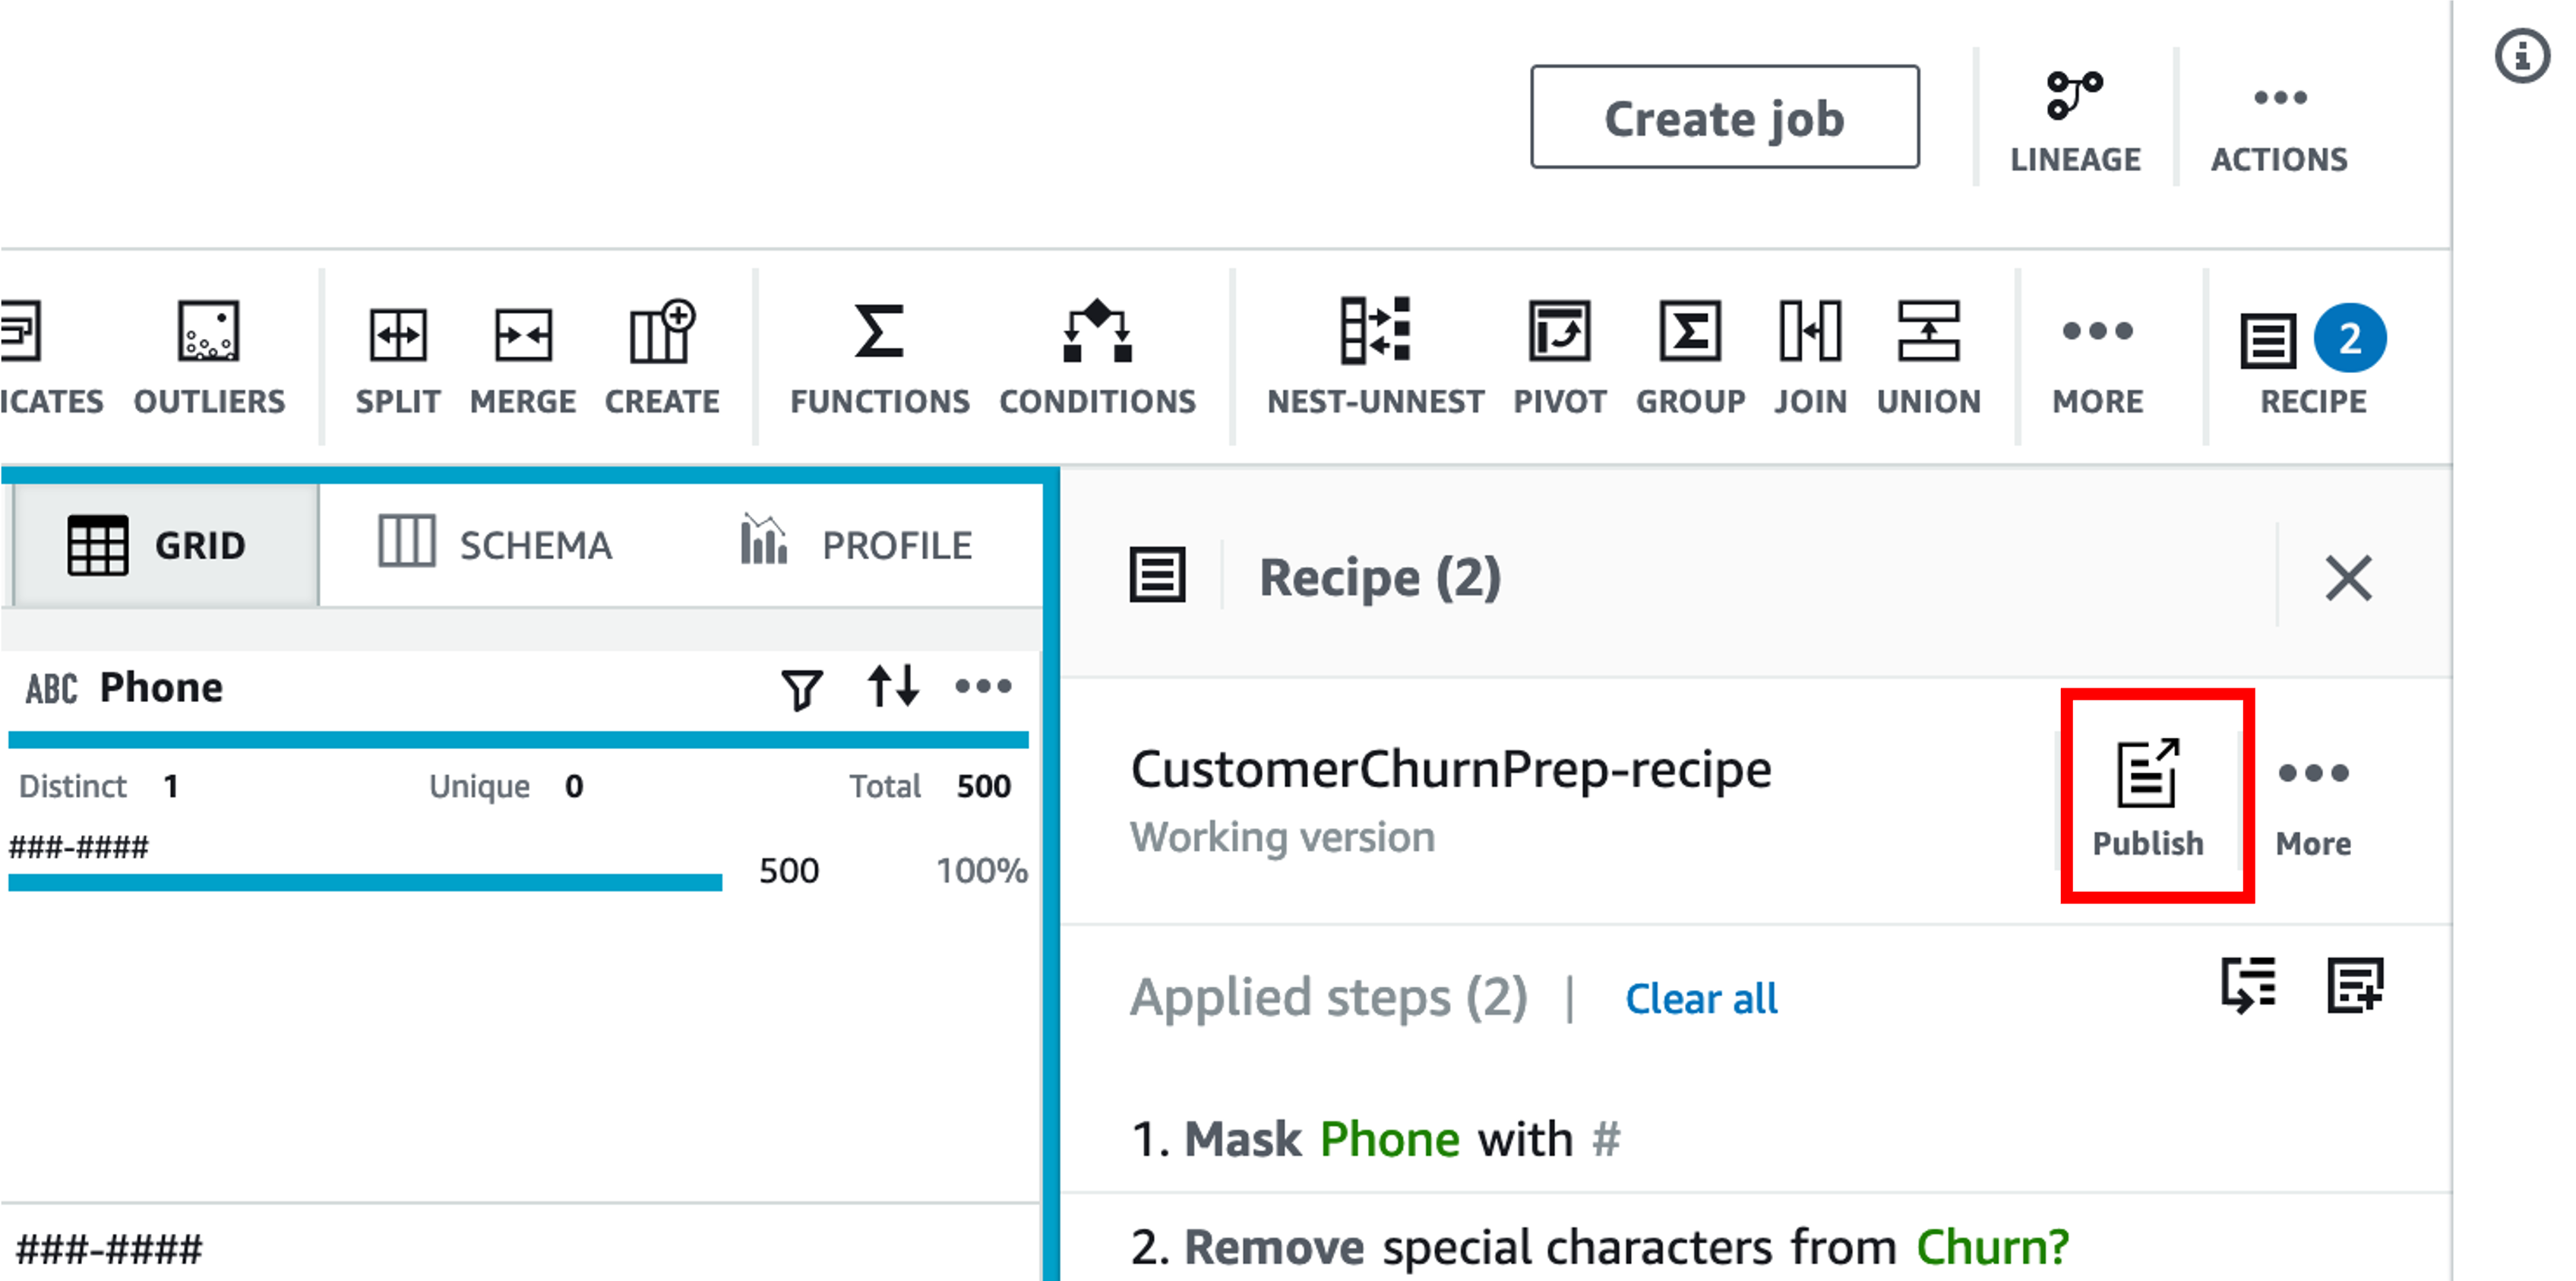 Create job
LINEAGE
ACTIONS
ICATES
OUTLIERS
SPLIT
MERGE
CREATE
FUNCTIONS
CONDITIONS
NEST-UNNEST
PIVOT
GROUP
JOIN
UNION
MORE
2
RECIPE
GRID
SCHEMA
PROFILE
Recipe (2)
ABC Phone
Distinct 1 Unique 0 Total 500
###-####
500 100%
###-####
CustomerChurnPrep-recipe
Working version
Publish
More
Applied steps (2) | Clear all
1. Mask Phone with #
2. Remove special characters from Churn?